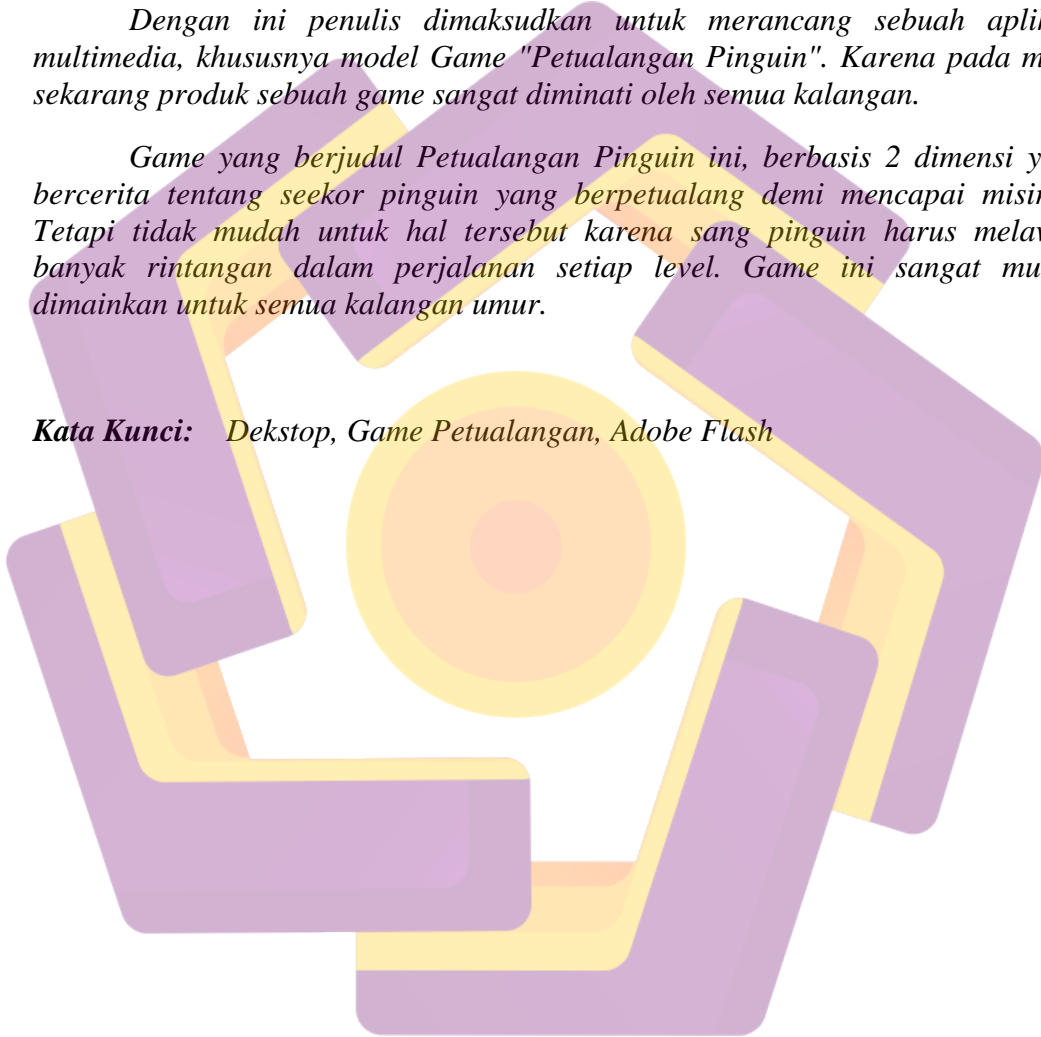 Dengan ini penulis dimaksudkan untuk merancang sebuah aplik
multimedia, khususnya model Game "Petualangan Pinguin". Karena pada m
sekarang produk sebuah game sangat diminati oleh semua kalangan.
Game yang berjudul Petualangan Pinguin ini, berbasis 2 dimensi y
bercerita tentang seekor pinguin yang berpetualang demi mencapai misin
Tetapi tidak mudah untuk hal tersebut karena sang pinguin harus melaw
banyak rintangan dalam perjalanan setiap level. Game ini sangat mu
dimainkan untuk semua kalangan umur.
Kata Kunci: Dekstop, Game Petualangan, Adobe Flash